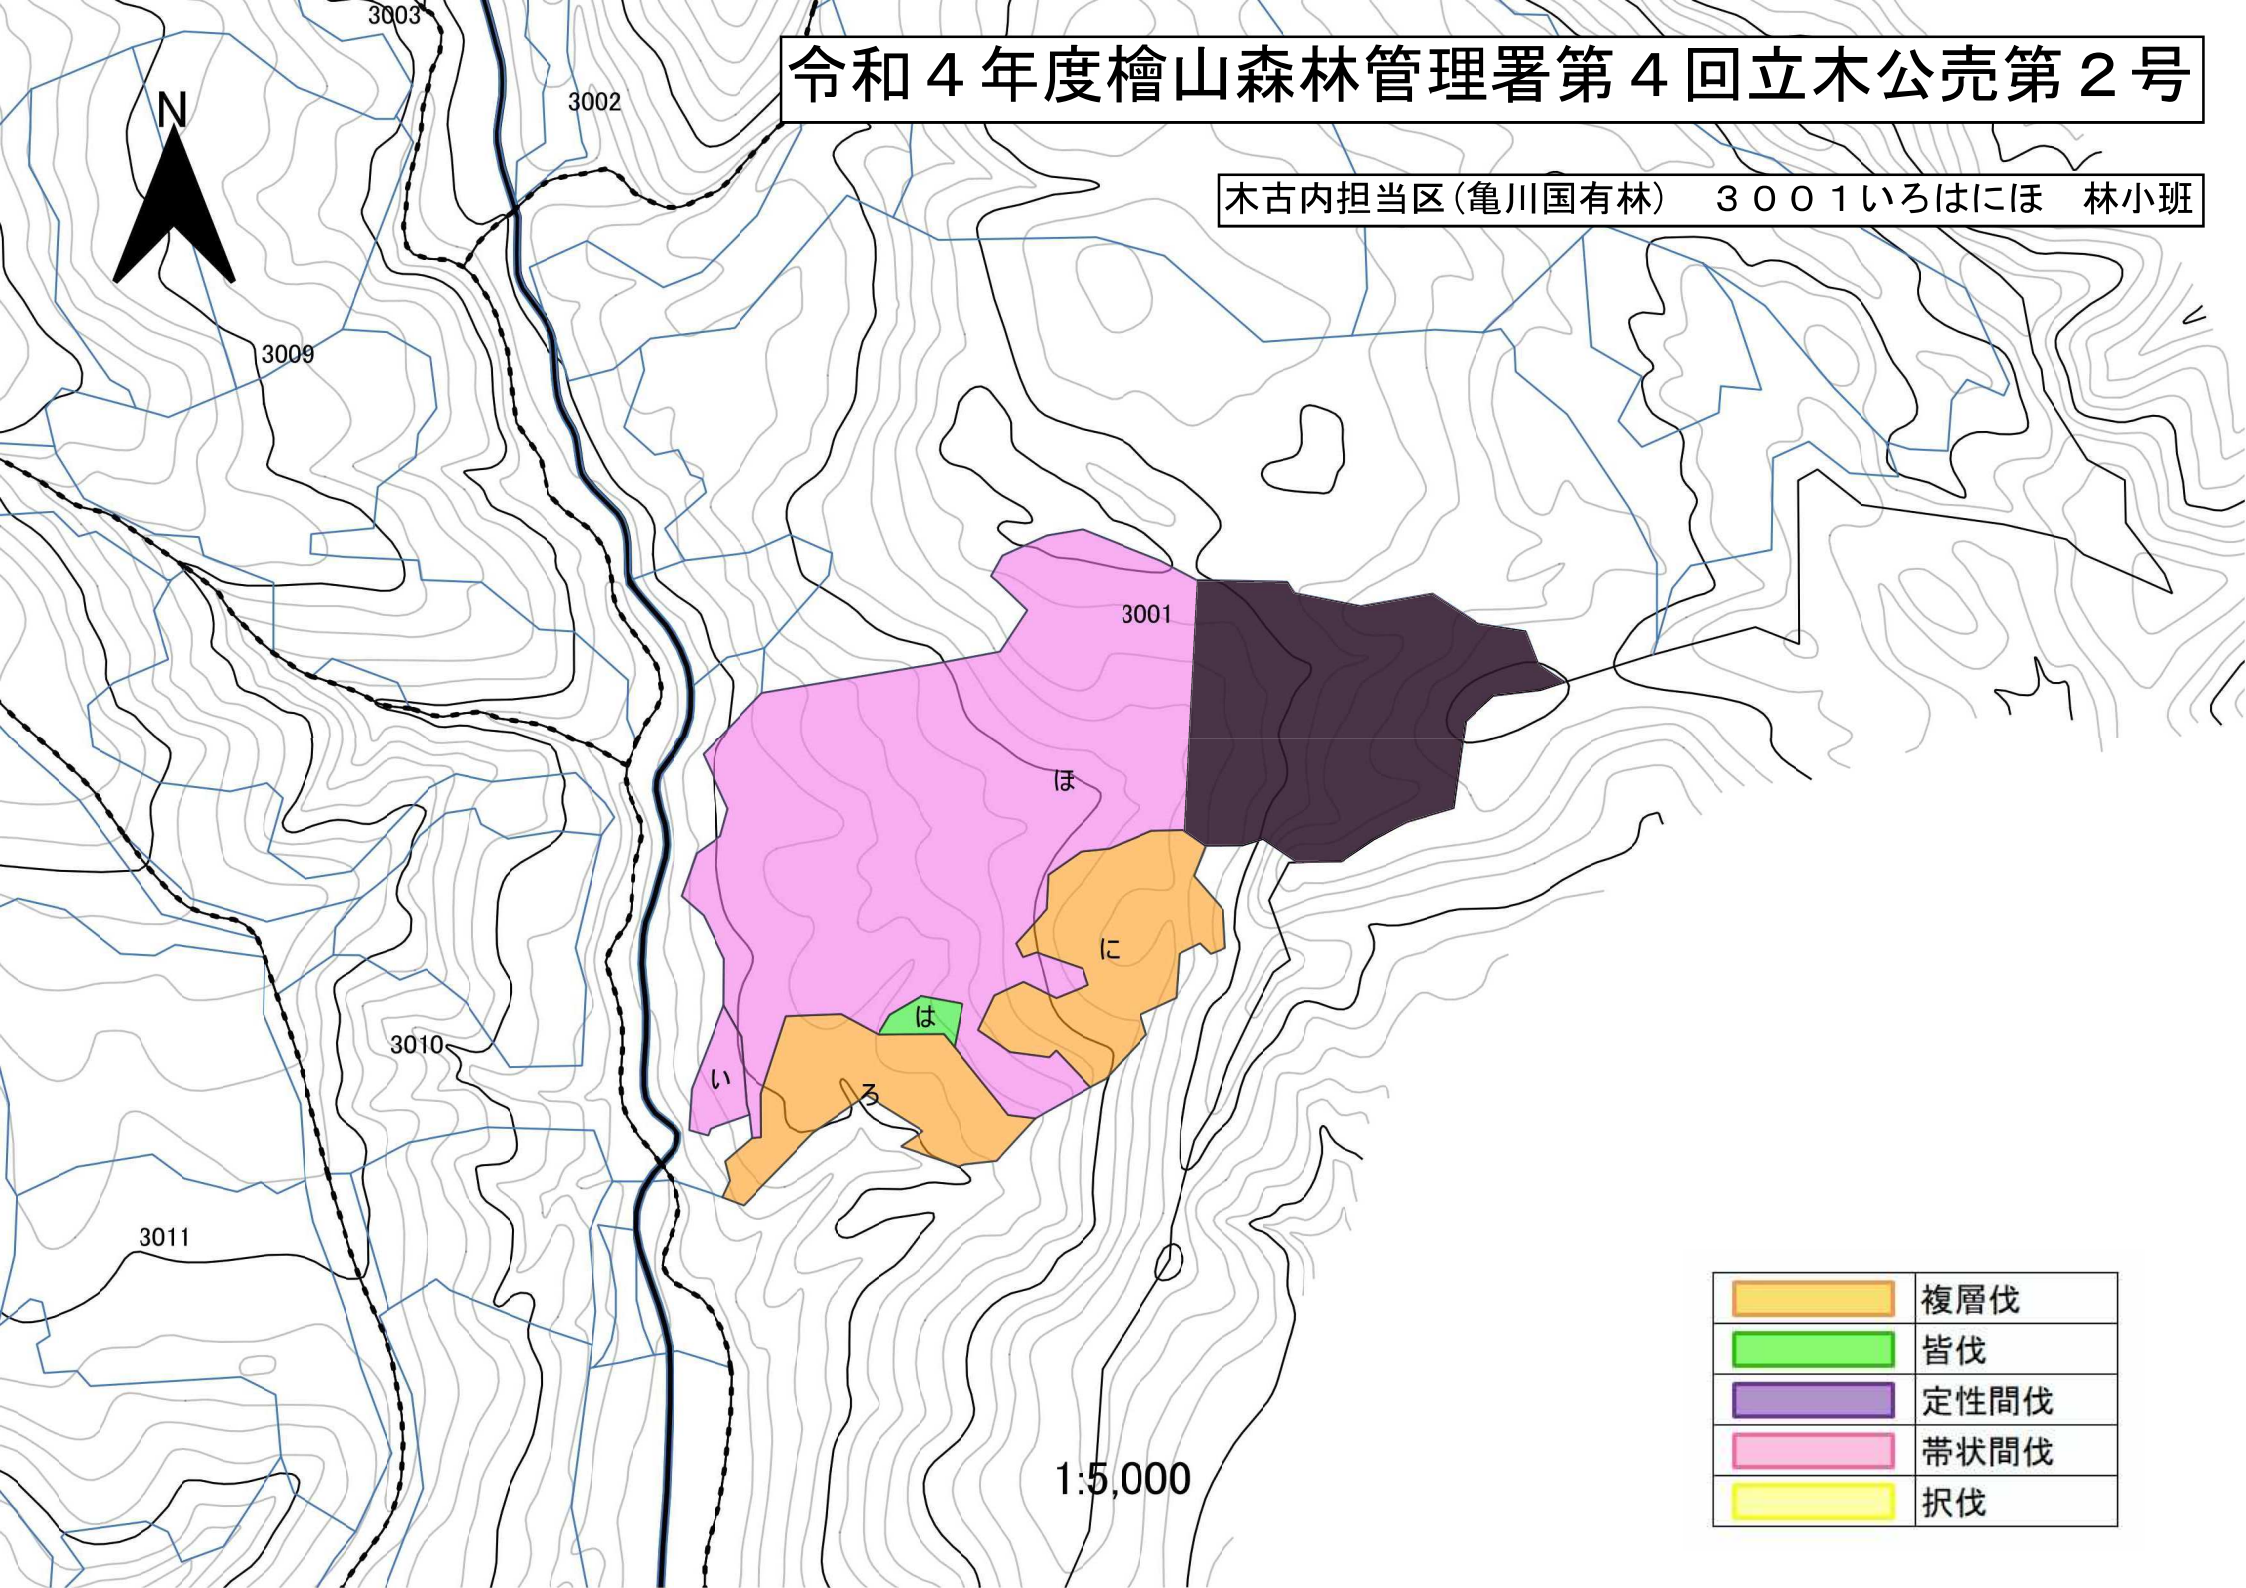 3003
令和４年度檜山森林管理署第４回立木公売第２号
N
3002
木古内担当区(亀川国有林)　３００１いろはにほ　林小班
3009
3001
ほ
に
は
3010
い
ろ
3011
複層伐
皆伐
定性間伐
帯状間伐
択伐
1:5,000